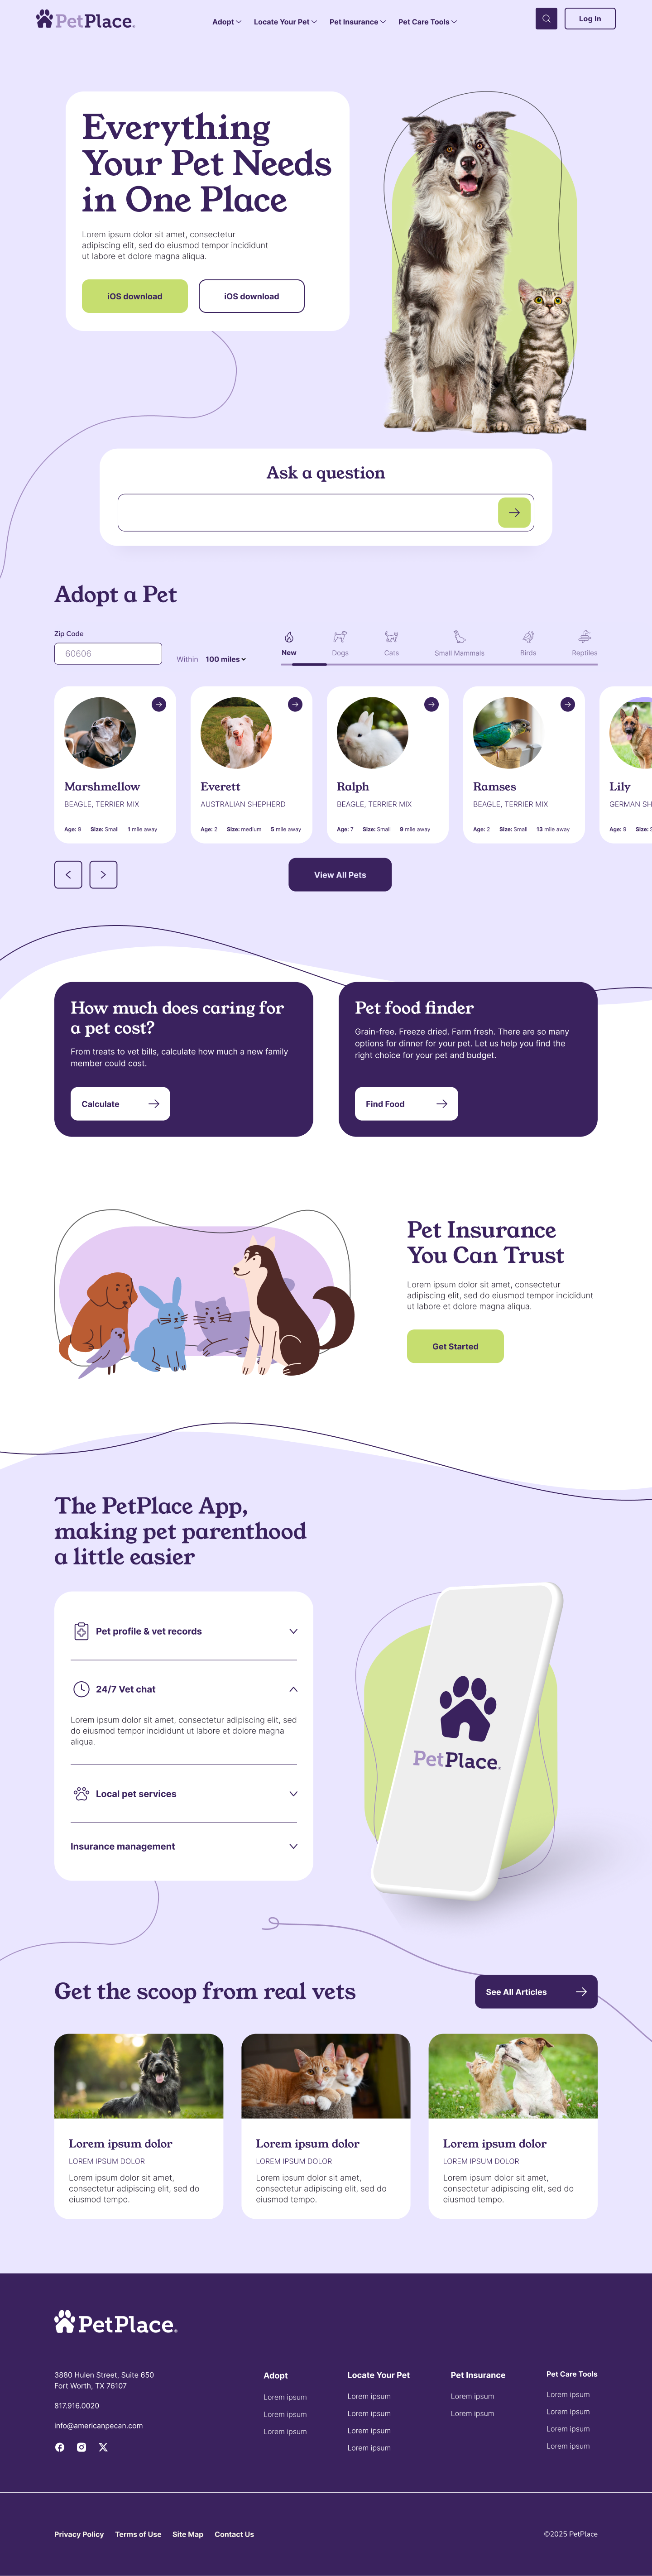 PetPlace.
Adopt
Locate Your Pet
Pet Insurance
Pet Care Tools
Log In
Everything
Your Pet Needs
in One Place
Lorem ipsum dolor sit amet, consectetur
adipiscing elit, sed do eiusmod tempor incididunt
ut labore et dolore magna aliqua.
iOS download
iOS download
Ask a question
Adopt a Pet
Zip Code
60606
Within 100 miles
New
Dogs
Cats
Small Mammals
Birds
Reptiles
Marshmellow
BEAGLE, TERRIER MIX
Age: 9 Size: Small 1 mile away
Everett
AUSTRALIAN SHEPHERD
Age: 2 Size: medium 5 mile away
Ralph
BEAGLE, TERRIER MIX
Age: 7 Size: Small 9 mile away
Ramses
BEAGLE, TERRIER MIX
Age: 2 Size: Small 13 mile away
Lily
GERMAN SH
Age: 9 Size: S
View All Pets
How much does caring for
a pet cost?
From treats to vet bills, calculate how much a new family
member could cost.
Calculate
Pet food finder
Grain-free. Freeze dried. Farm fresh. There are so many
options for dinner for your pet. Let us help you find the
right choice for your pet and budget.
Find Food
Pet Insurance
You Can Trust
Lorem ipsum dolor sit amet, consectetur
adipiscing elit, sed do eiusmod tempor incididunt
ut labore et dolore magna aliqua.
Get Started
The PetPlace App,
making pet parenthood
a little easier
Pet profile & vet records
24/7 Vet chat
Lorem ipsum dolor sit amet, consectetur adipiscing elit, sed
do eiusmod tempor incididunt ut labore et dolore magna
aliqua.
Local pet services
Insurance management
PetPlace.
Get the scoop from real vets
See All Articles
Lorem ipsum dolor
LOREM IPSUM DOLOR
Lorem ipsum dolor sit amet,
consectetur adipiscing elit, sed do
eiusmod tempo.
Lorem ipsum dolor
LOREM IPSUM DOLOR
Lorem ipsum dolor sit amet,
consectetur adipiscing elit, sed do
eiusmod tempo.
Lorem ipsum dolor
LOREM IPSUM DOLOR
Lorem ipsum dolor sit amet,
consectetur adipiscing elit, sed do
eiusmod tempo.
PetPlace.
3880 Hulen Street, Suite 650
Fort Worth, TX 76107
817.916.0020
info@americanpecan.com
Adopt
Lorem ipsum
Lorem ipsum
Lorem ipsum
Locate Your Pet
Lorem ipsum
Lorem ipsum
Lorem ipsum
Lorem ipsum
Pet Insurance
Lorem ipsum
Lorem ipsum
Pet Care Tools
Lorem ipsum
Lorem ipsum
Lorem ipsum
Lorem ipsum
Privacy Policy
Terms of Use
Site Map
Contact Us
©2025 PetPlace